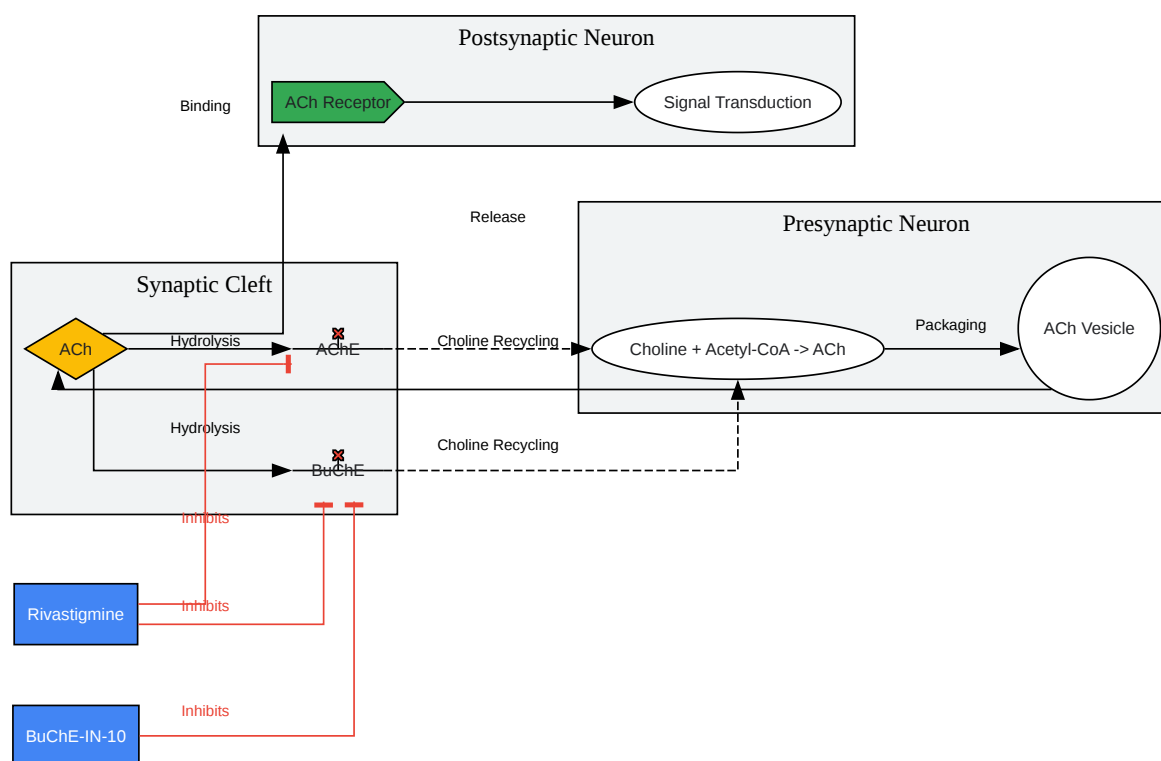 Postsynaptic Neuron
ACh Receptor
Signal Transduction
Binding
Release
Presynaptic Neuron
Synaptic Cleft
ACh
Hydrolysis
AChE
Choline Recycling
Choline + Acetyl-CoA -> ACh
Packaging
ACh Vesicle
Hydrolysis
BuChE
Choline Recycling
Inhibits
Rivastigmine
Inhibits
Inhibits
BuChE-IN-10